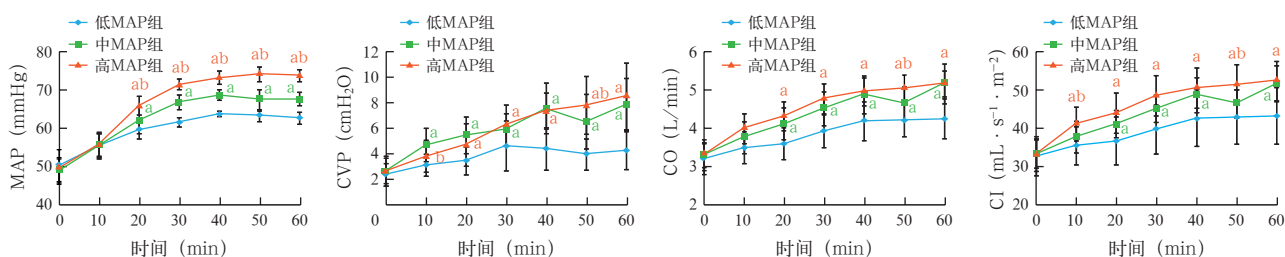 低MAP组
中MAP组
高MAP组
MAP (mmHg)
80
70
60
50
40
0 10 20 30 40 50 60
时间 (min)
ab ab ab ab ab
a a a a a
低MAP组
中MAP组
高MAP组
CVP (cmH₂O)
12
10
8
6
4
2
0 10 20 30 40 50 60
时间 (min)
a a a a a a
b a a a ab a
低MAP组
中MAP组
高MAP组
CO (L/min)
6
5
4
3
2
0 10 20 30 40 50 60
时间 (min)
a a a a a
a a a a a
低MAP组
中MAP组
高MAP组
CI (mL · s⁻¹ · m⁻²)
60
50
40
30
20
0 10 20 30 40 50 60
时间 (min)
ab a a a a a
a a a a a